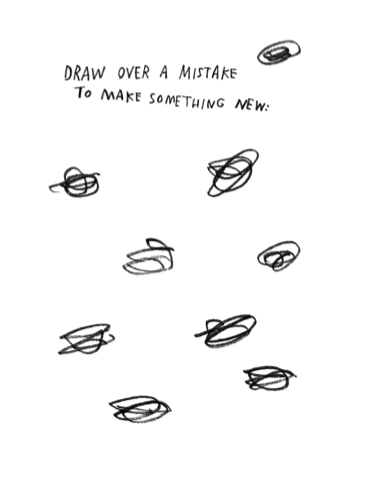 DRAW OVER A MISTAKE
TO MAKE SOMETHING NEW: